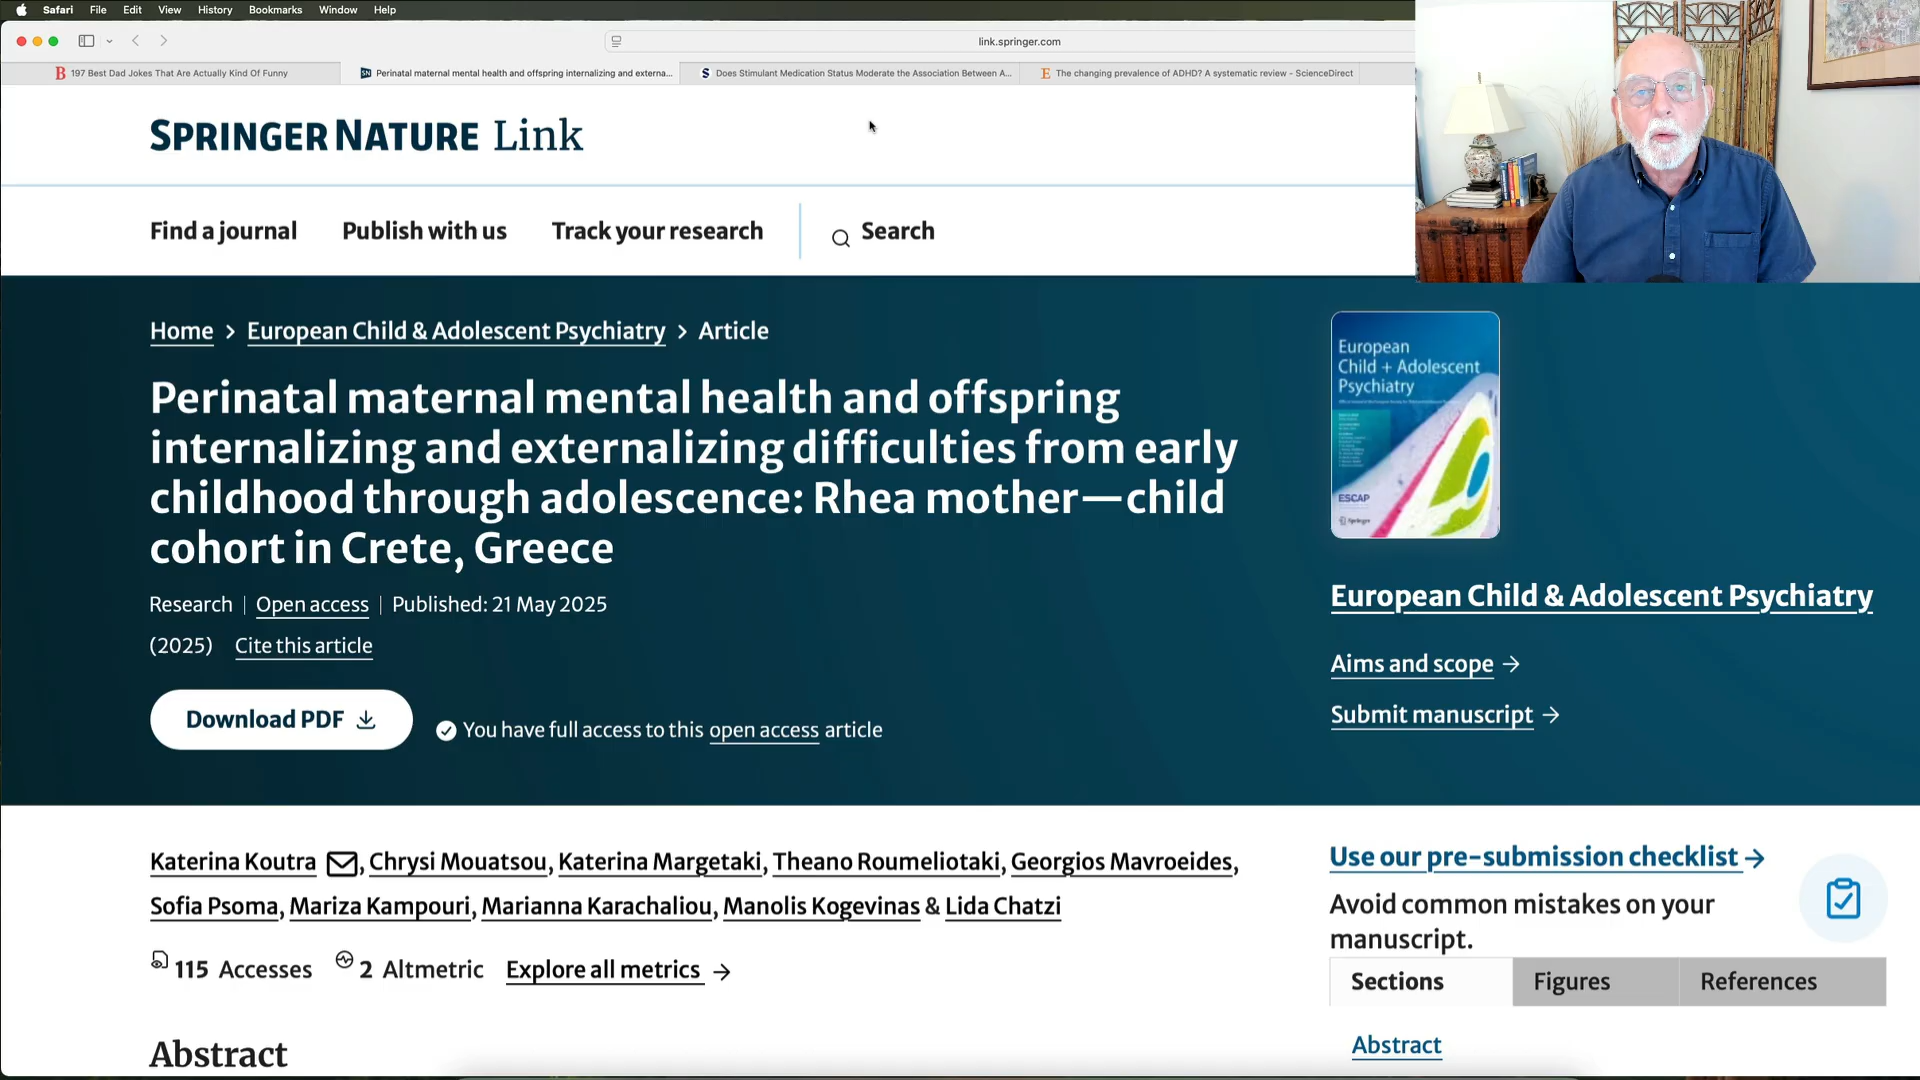 Safari File Edit View History Bookmarks Window Help
link.springer.com
B 197 Best Dad Jokes That Are Actually Kind Of Funny
SN Perinatal maternal mental health and offspring internalizing and externa...
S Does Stimulant Medication Status Moderate the Association Between A...
E The changing prevalence of ADHD? A systematic review - ScienceDirect
SPRINGER NATURE Link
Find a journal Publish with us Track your research Search
Home > European Child & Adolescent Psychiatry > Article
Perinatal maternal mental health and offspring
internalizing and externalizing difficulties from early
childhood through adolescence: Rhea mother—child
cohort in Crete, Greece
Research | Open access | Published: 21 May 2025
(2025) Cite this article
Download PDF
You have full access to this open access article
European
Child + Adolescent
Psychiatry
ESCAP
Springer
European Child & Adolescent Psychiatry
Aims and scope →
Submit manuscript →
Katerina Koutra, Chrysi Mouatsou, Katerina Margetaki, Theano Roumeliotaki, Georgios Mavroeides,
Sofia Psoma, Mariza Kampouri, Marianna Karachaliou, Manolis Kogevinas & Lida Chatzi
115 Accesses 2 Altmetric Explore all metrics →
Abstract
Use our pre-submission checklist →
Avoid common mistakes on your
manuscript.
Sections Figures References
Abstract